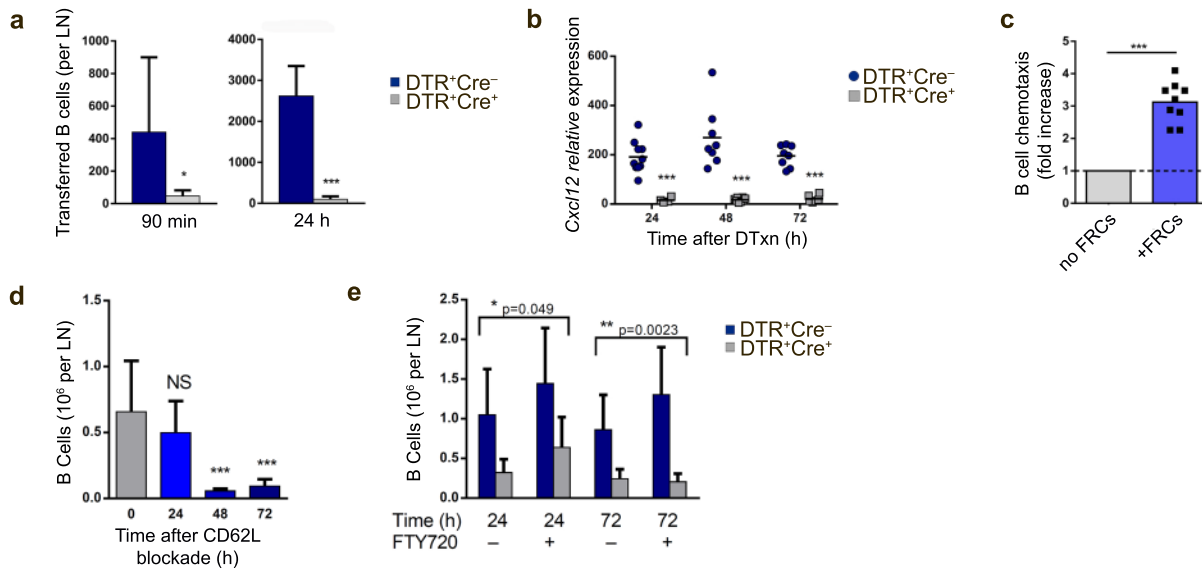 a
Transferred B cells (per LN)
1000
800
600
400
200
0
*
90 min
4000
3000
2000
1000
0
***
24 h
DTR⁺Cre⁻
DTR⁺Cre⁺
b
Cxcl12 relative expression
600
400
200
0
***
***
***
24
48
72
Time after DTxn (h)
DTR⁺Cre⁻
DTR⁺Cre⁺
c
B cell chemotaxis
(fold increase)
5
4
3
2
1
0
***
no FRCs
+FRCs
d
B Cells (10⁶ per LN)
1.5
1.0
0.5
0.0
NS
***
***
0
24
48
72
Time after CD62L
blockade (h)
e
B Cells (10⁶ per LN)
2.5
2.0
1.5
1.0
0.5
0.0
* p=0.049
** p=0.0023
DTR⁺Cre⁻
DTR⁺Cre⁺
Time (h) 24 24 72 72
FTY720 – + – +